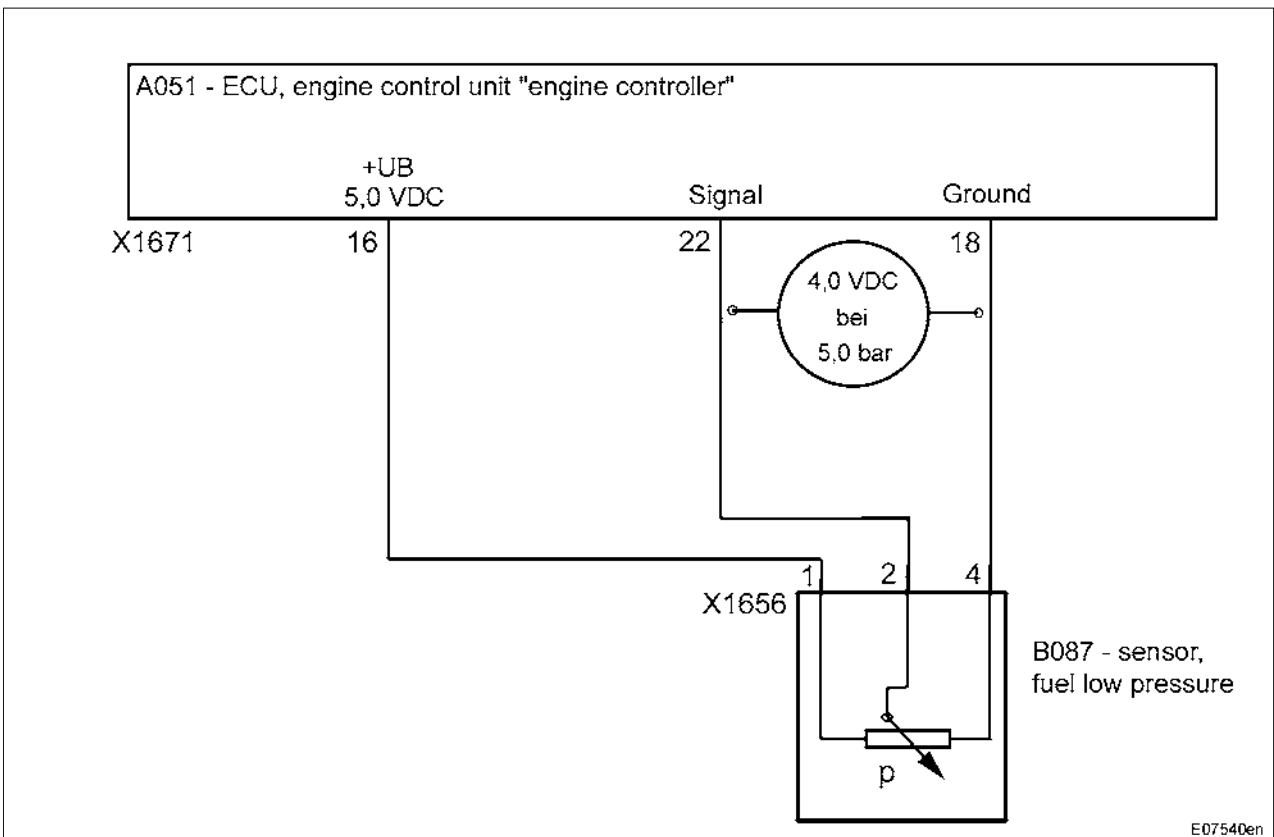 A051 - ECU, engine control unit "engine controller"
+UB
5,0 VDC
Signal
Ground
X1671
16
22
18
4,0 VDC
bei
5,0 bar
1
2
4
X1656
B087 - sensor,
fuel low pressure
p
E07540en